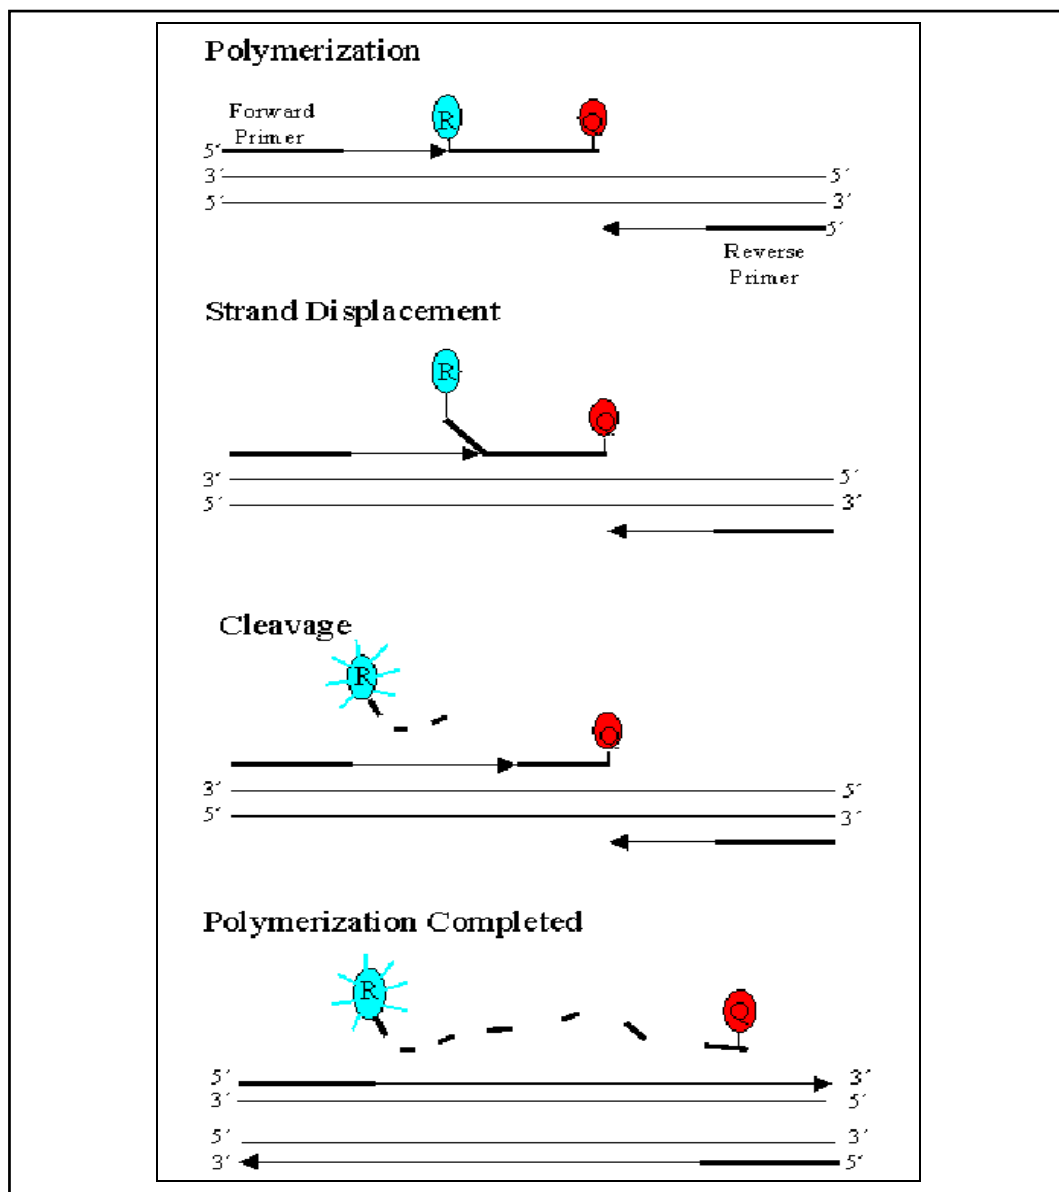 Polymerization
Forward
Primer
R
Q
5´
3´ 5´
5´ 3´
5´
Reverse
Primer
Strand Displacement
R
Q
3´ 5´
5´ 3´
Cleavage
R
Q
3´ 5´
5´ 3´
Polymerization Completed
R
Q
5´ 3´
3´ 5´
5´ 3´
3´ 5´